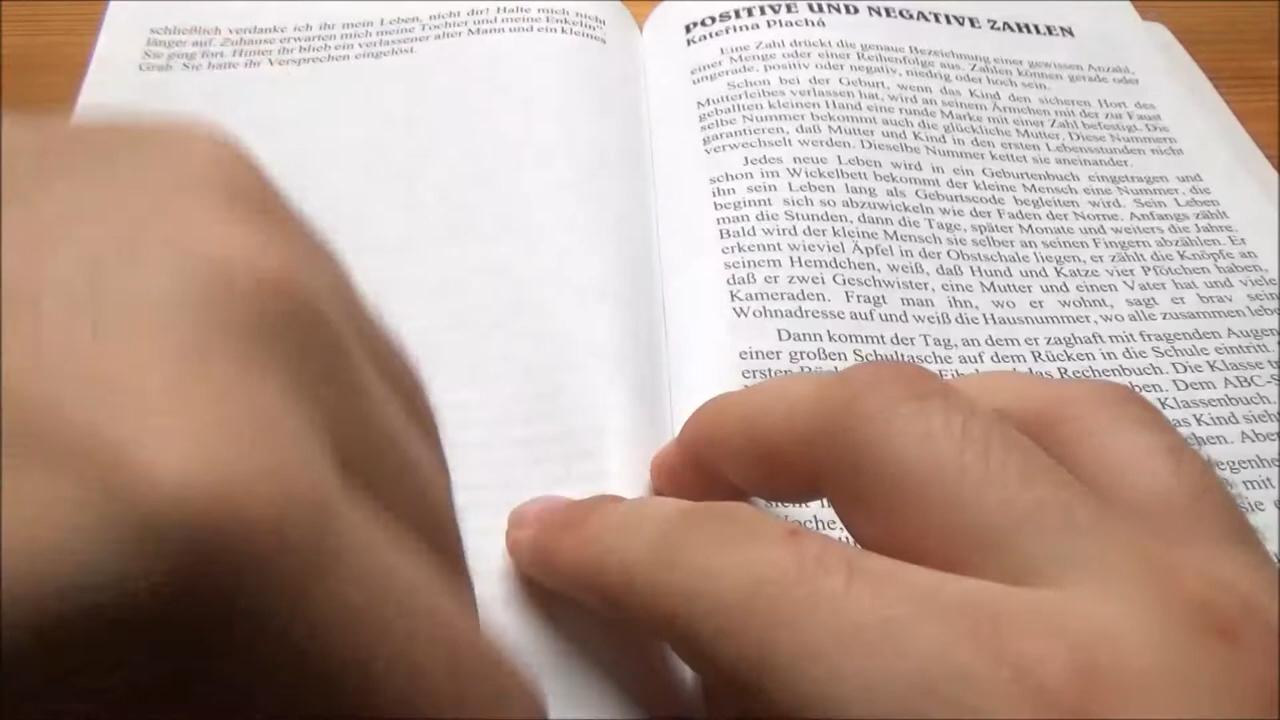 schließlich verdanke ich ihr mein Leben, nicht dir! Halte mich nicht
länger auf. Zuhause erwarten mich meine Tochter und meine Enkelin“.
Sie ging fort. Hinter ihr blieb ein verlassener alter Mann und ein kleines
Grab. Sie hatte ihr Versprechen eingelöst.
POSITIVE UND NEGATIVE ZAHLEN
Kateřina Plachá
Eine Zahl drückt die genaue Bezeichnung einer gewissen Anzahl,
einer Menge oder einer Reihenfolge aus. Zahlen können gerade oder
ungerade, positiv oder negativ, niedrig oder hoch sein.
Schon bei der Geburt, wenn das Kind den sicheren Hort des
Mutterleibes verlassen hat, wird an seinem Ärmchen mit der zur Faust
geballten kleinen Hand eine runde Marke mit einer Zahl befestigt. Die
selbe Nummer bekommt auch die glückliche Mutter. Diese Nummern
garantieren, daß Mutter und Kind in den ersten Lebensstunden nicht
verwechselt werden. Dieselbe Nummer kettet sie aneinander.
Jedes neue Leben wird in ein Geburtenbuch eingetragen und
schon im Wickelbett bekommt der kleine Mensch eine Nummer, die
ihn sein Leben lang als Geburtscode begleiten wird. Sein Leben
beginnt sich so abzuwickeln wie der Faden der Norne. Anfangs zählt
man die Stunden, dann die Tage, später Monate und weiters die Jahre.
Bald wird der kleine Mensch sie selber an seinen Fingern abzählen. Er
erkennt wieviel Äpfel in der Obstschale liegen, er zählt die Knöpfe an
seinem Hemdchen, weiß, daß Hund und Katze vier Pfötchen haben,
daß er zwei Geschwister, eine Mutter und einen Vater hat und viele
Kameraden. Fragt man ihn, wo er wohnt, sagt er brav sein
Wohnadresse auf und weiß die Hausnummer, wo alle zusammen lebe
Dann kommt der Tag, an dem er zaghaft mit fragenden Augen
einer großen Schultasche auf dem Rücken in die Schule eintritt.
ersten das Rechenbuch. Die Klasse
ben. Dem ABC-S
Klassenbuch.
as Kind sieh
chen. Aber
egenhe
mit
sie
Woche,